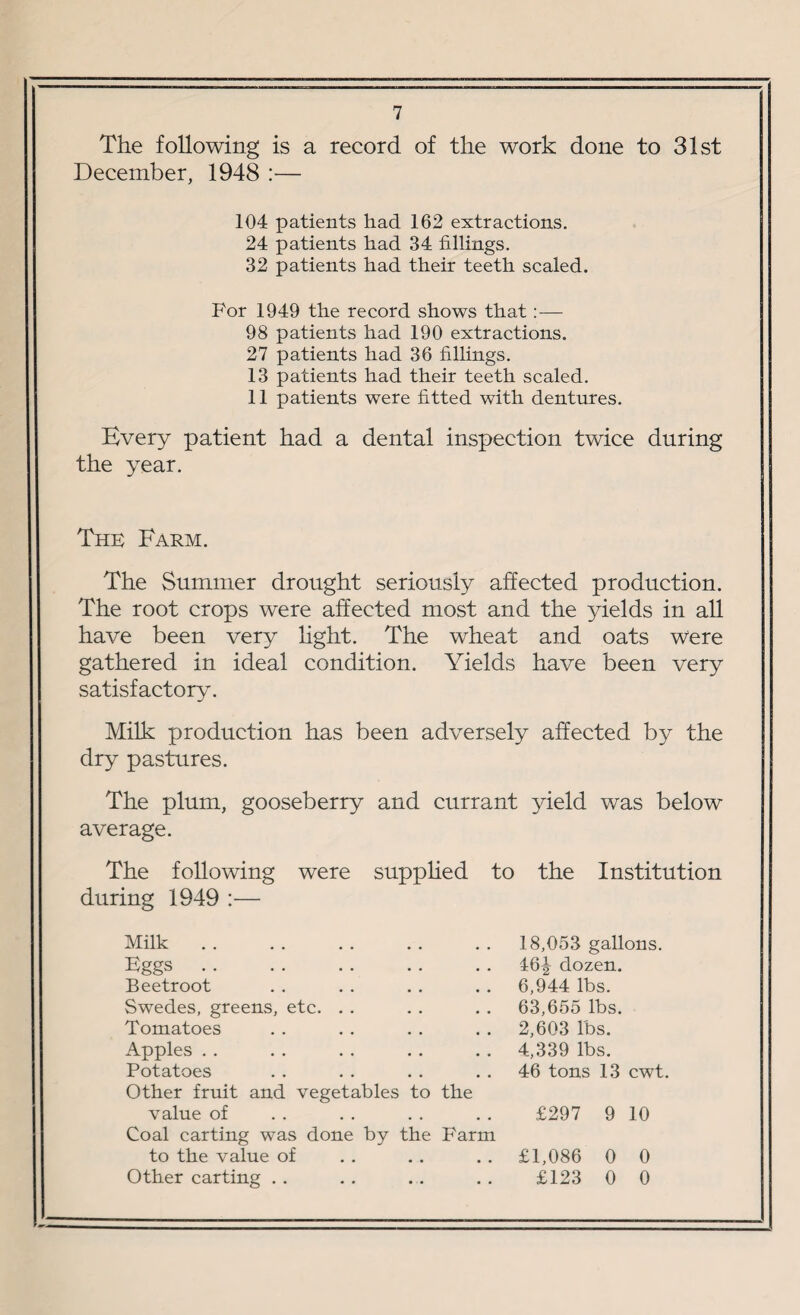 7
The following is a record of the work done to 31st
December, 1948 :—
104 patients had 162 extractions.
24 patients had 34 fillings.
32 patients had their teeth scaled.
For 1949 the record shows that :—
98 patients had 190 extractions.
27 patients had 36 fillings.
13 patients had their teeth scaled.
11 patients were fitted with dentures.
Every patient had a dental inspection twice during
the year.
The Farm.
The Summer drought seriously affected production.
The root crops were affected most and the yields in all
have been very light. The wheat and oats were
gathered in ideal condition. Yields have been very
satisfactory.
Milk production has been adversely affected by the
dry pastures.
The plum, gooseberry and currant yield was below
average.
The following were supplied to the Institution
during 1949 :—
Milk . . . . . . . . . . 18,053 gallons.
Eggs . . . . . . . . . . 46½ dozen.
Beetroot . . . . . . . . 6,944 lbs.
Swedes, greens, etc. . . . . . . 63,655 lbs.
Tomatoes . . . . . . . . 2,603 lbs.
Apples . . . . . . . . . . 4,339 lbs.
Potatoes . . . . . . . . 46 tons 13 cwt.
Other fruit and vegetables to the
value of . . . . . . . . £297 9 10
Coal carting was done by the Farm
to the value of . . . . . . £1,086 0 0
Other carting . . . . . . . . £123 0 0